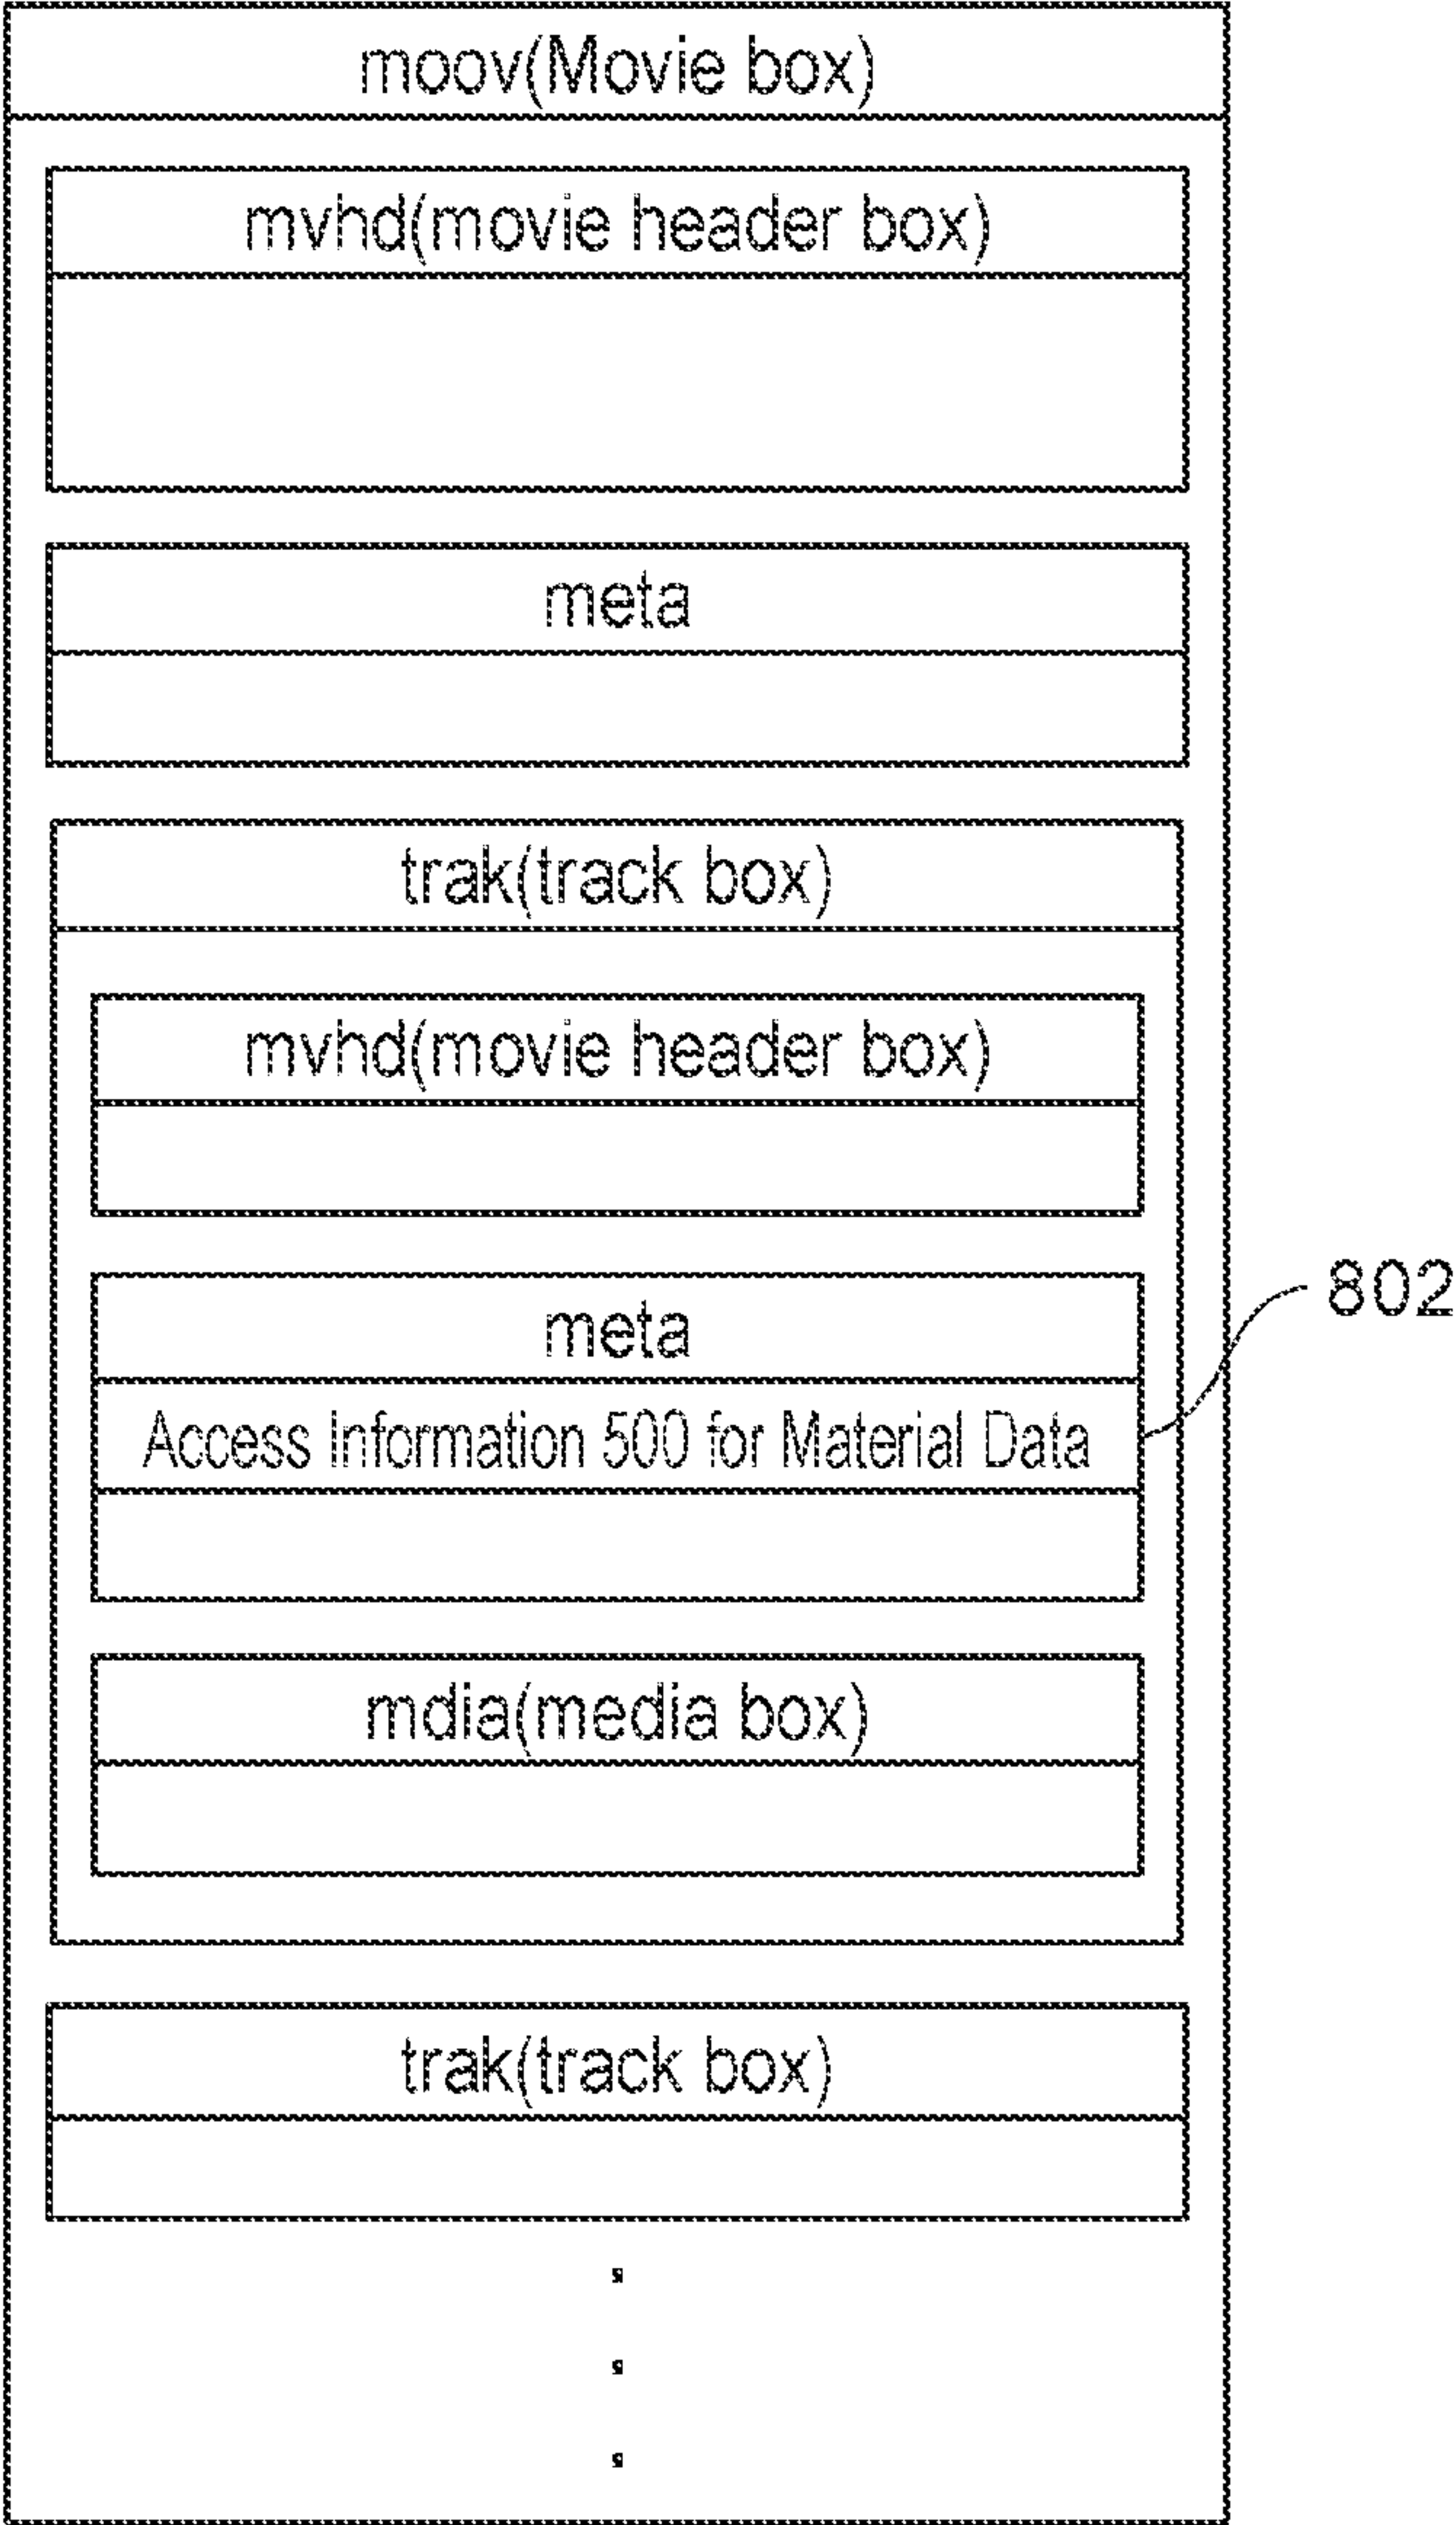 moov(Movie box)
mvhd(movie header box)
meta
trak(track box)
mvhd(movie header box)
meta
802
Access Information 500 for Material Data
mdia(media box)
trak(track box)